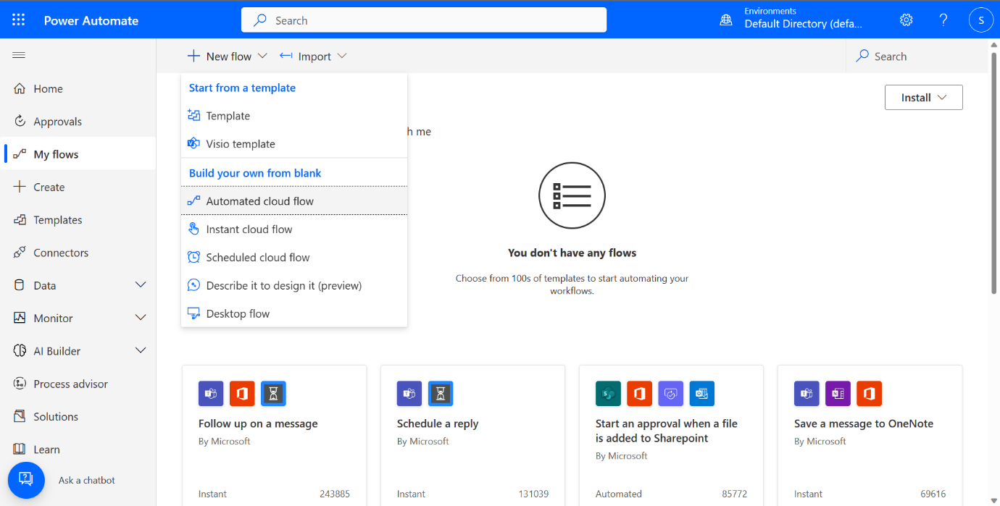 Power Automate
Search
Environments
Default Directory (defa...
?
S
New flow
Import
Search
Home
Approvals
My flows
Create
Templates
Connectors
Data
Monitor
AI Builder
Process advisor
Solutions
Learn
Ask a chatbot
Start from a template
Template
Visio template
Build your own from blank
Automated cloud flow
Instant cloud flow
Scheduled cloud flow
Describe it to design it (preview)
Desktop flow
Install
h me
You don't have any flows
Choose from 100s of templates to start automating your
workflows.
Follow up on a message
By Microsoft
Instant 243885
Schedule a reply
By Microsoft
Instant 131039
Start an approval when a file
is added to Sharepoint
By Microsoft
Automated 85772
Save a message to OneNote
By Microsoft
Instant 69616